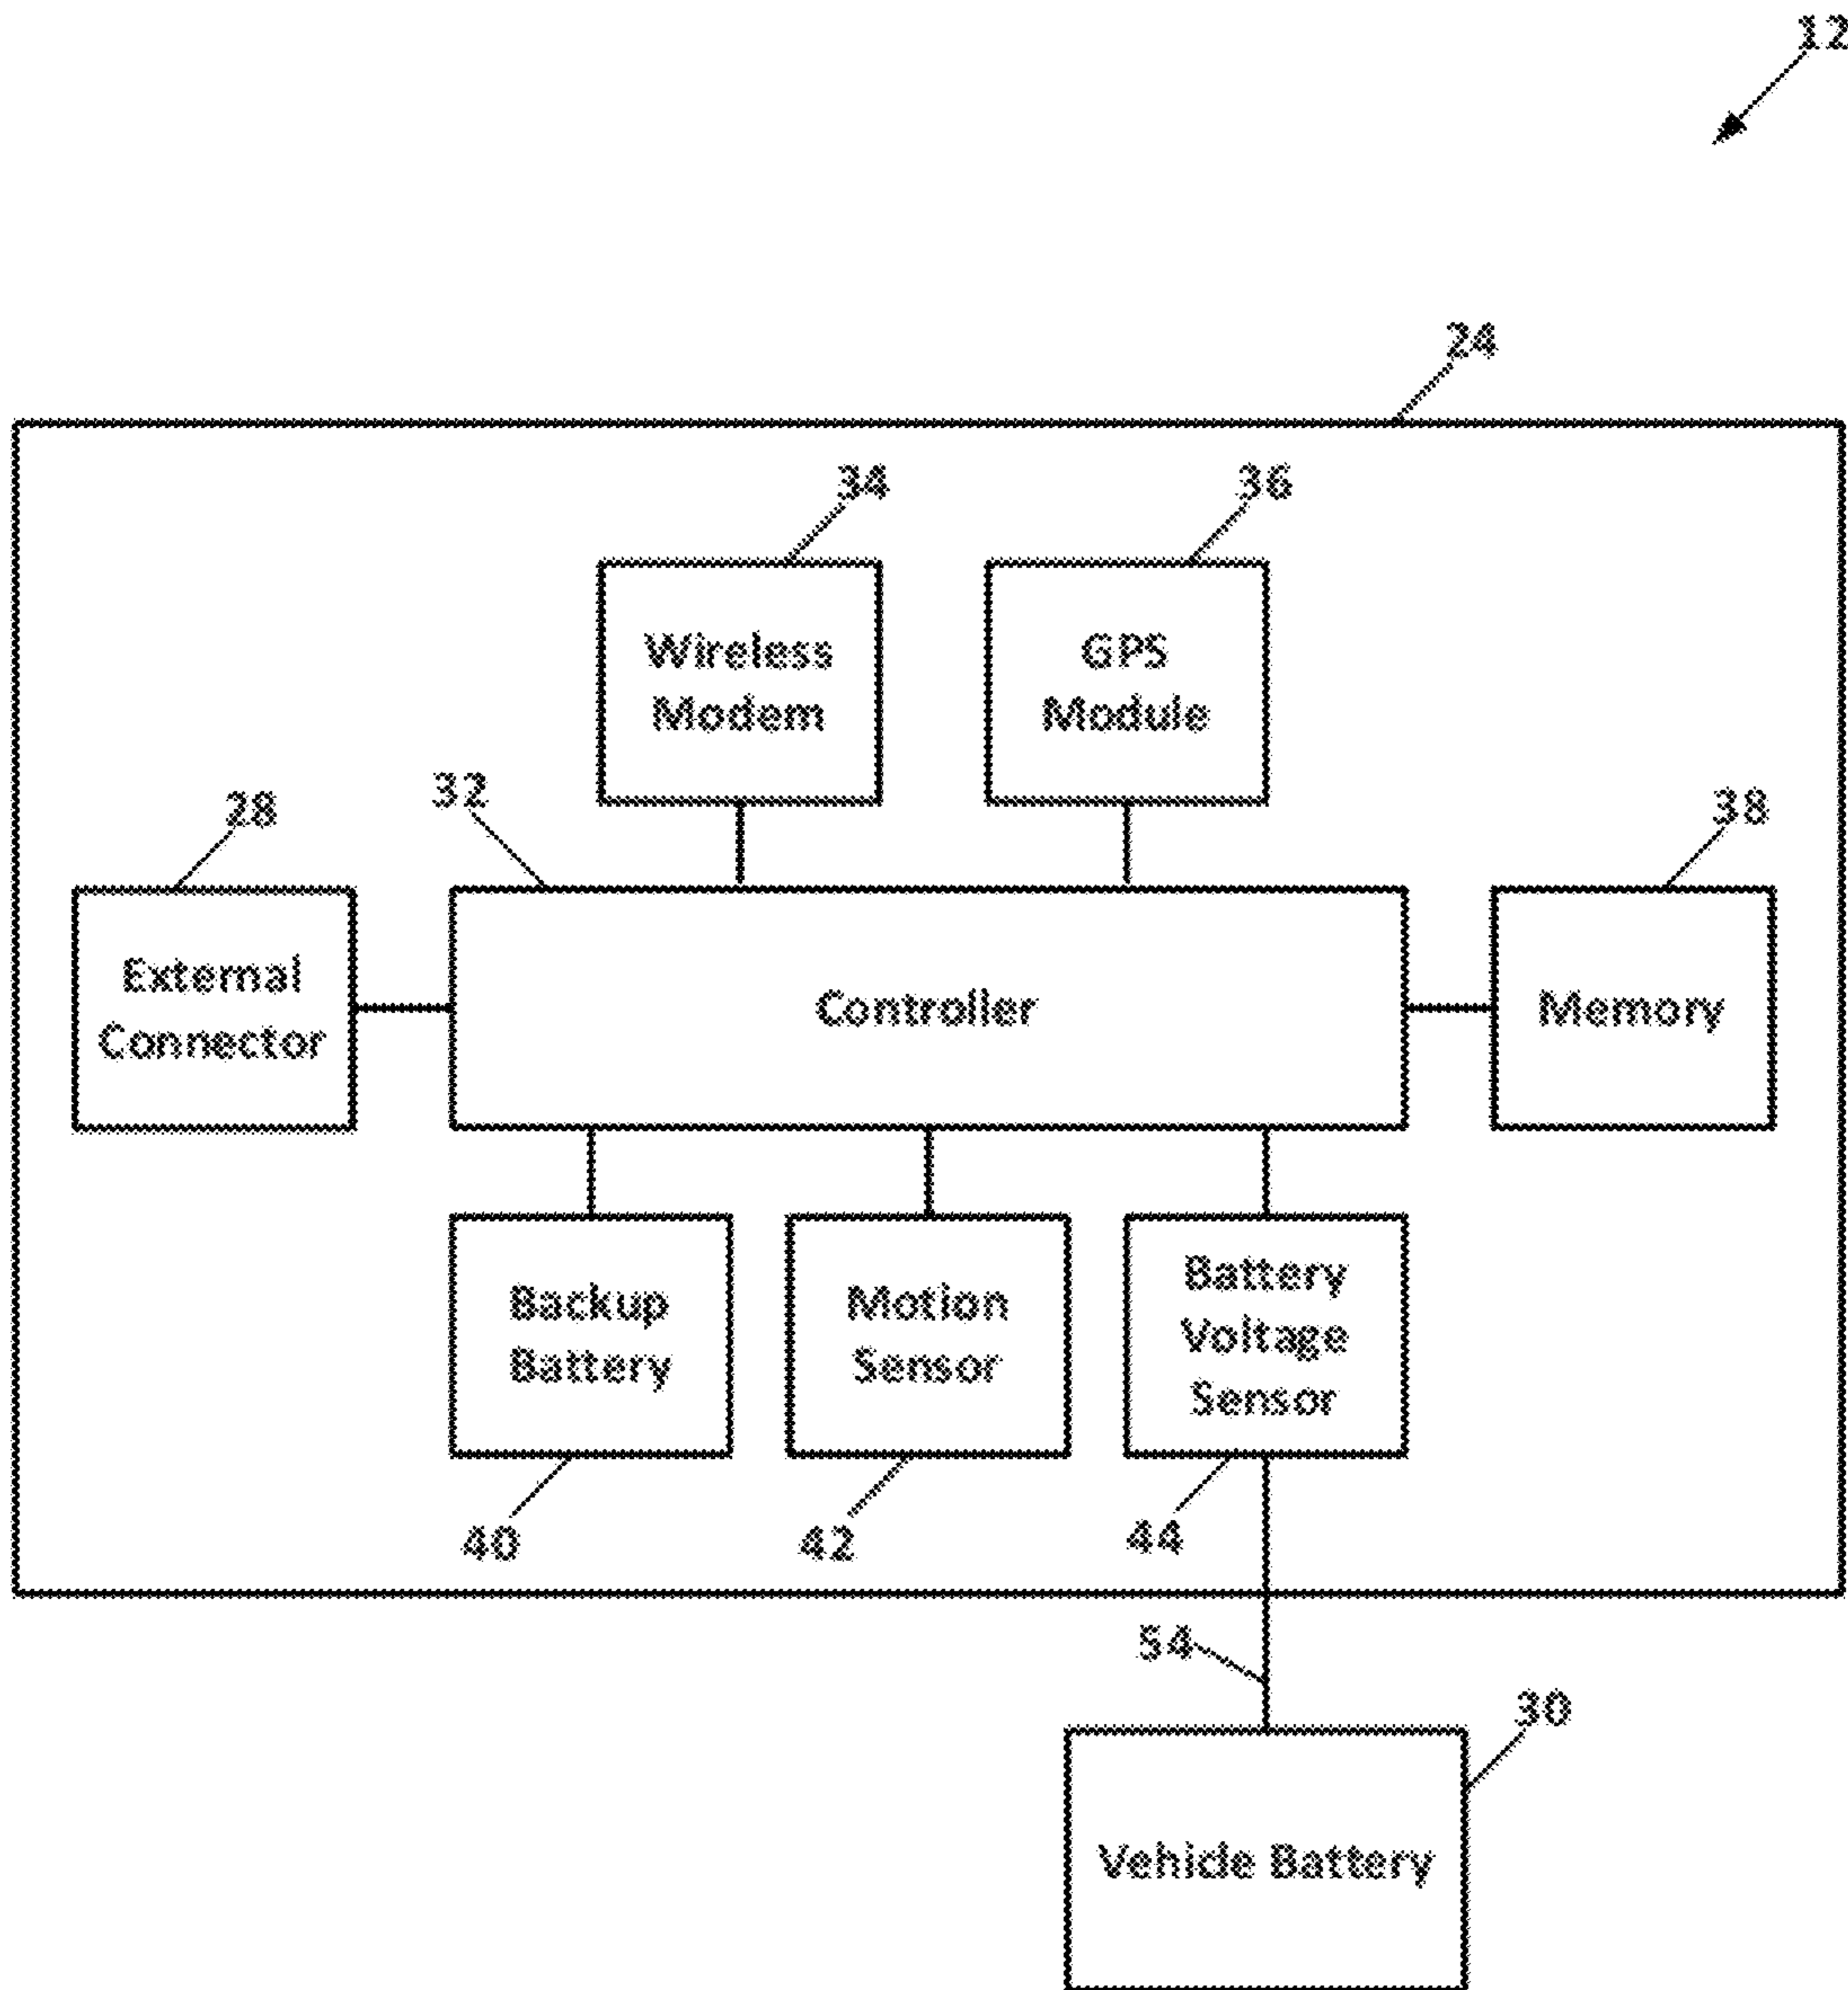 12
24
34
36
Wireless
Modem
GPS
Module
32
28
38
External
Connector
Controller
Memory
Backup
Battery
Motion
Sensor
Battery
Voltage
Sensor
40
42
44
54
30
Vehicle Battery